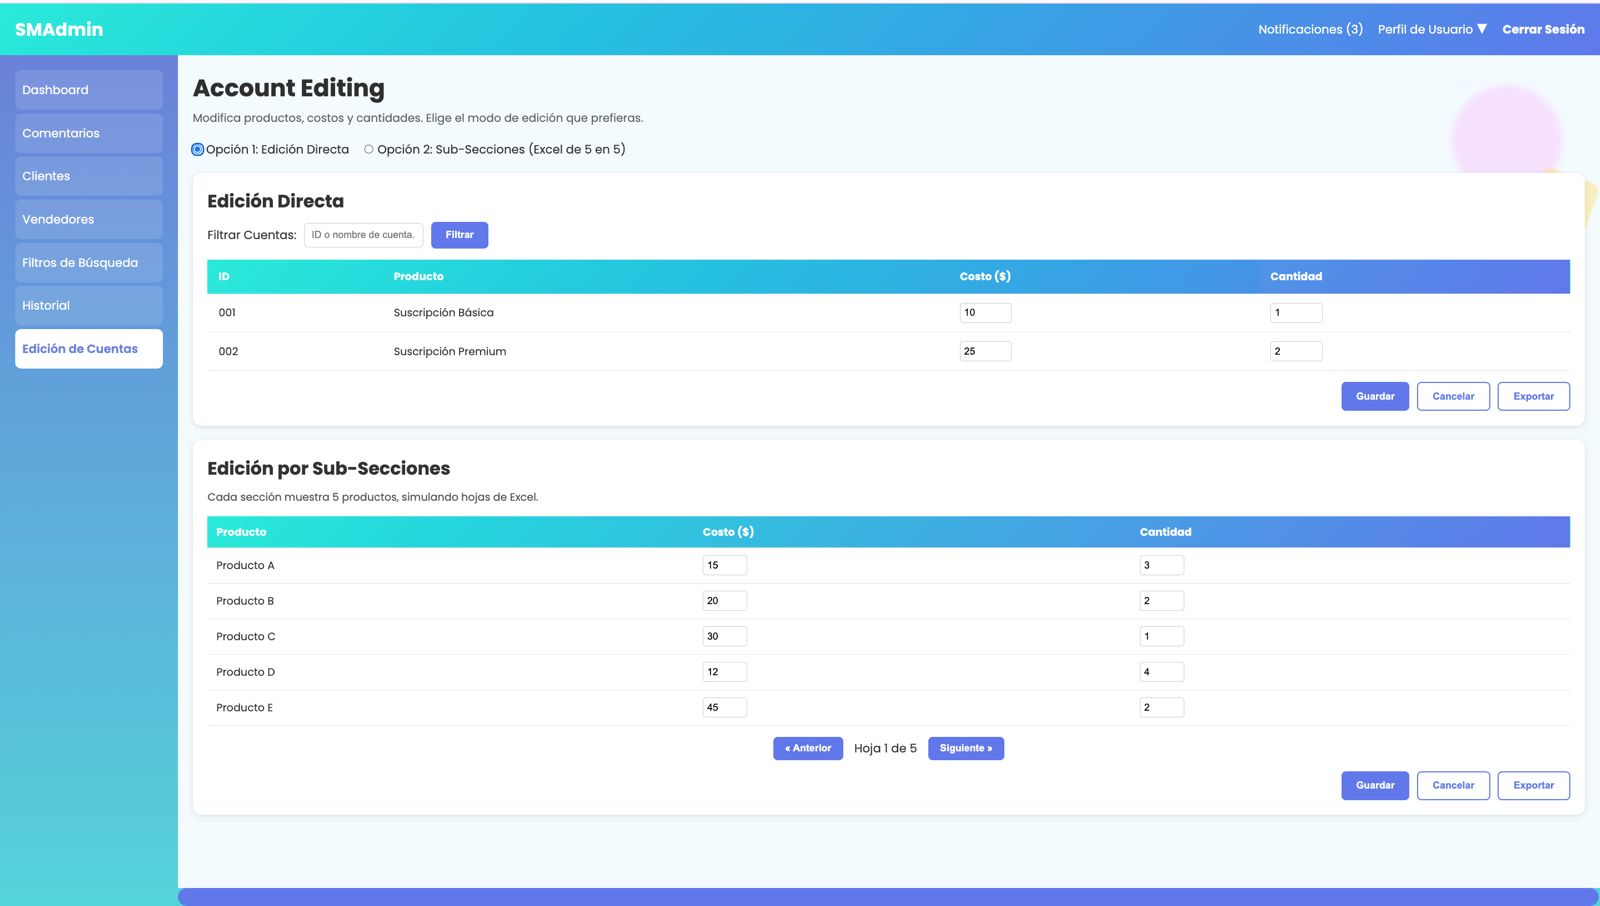 SMAdmin
Notificaciones (3) Perfil de Usuario ▼ Cerrar Sesión
Dashboard
Comentarios
Clientes
Vendedores
Filtros de Búsqueda
Historial
Edición de Cuentas
Account Editing
Modifica productos, costos y cantidades. Elige el modo de edición que prefieras.
Opción 1: Edición Directa Opción 2: Sub-Secciones (Excel de 5 en 5)
Edición Directa
Filtrar Cuentas: ID o nombre de cuenta. Filtrar
ID Producto Costo ($) Cantidad
001 Suscripción Básica 10 1
002 Suscripción Premium 25 2
Guardar Cancelar Exportar
Edición por Sub-Secciones
Cada sección muestra 5 productos, simulando hojas de Excel.
Producto Costo ($) Cantidad
Producto A 15 3
Producto B 20 2
Producto C 30 1
Producto D 12 4
Producto E 45 2
« Anterior Hoja 1 de 5 Siguiente »
Guardar Cancelar Exportar